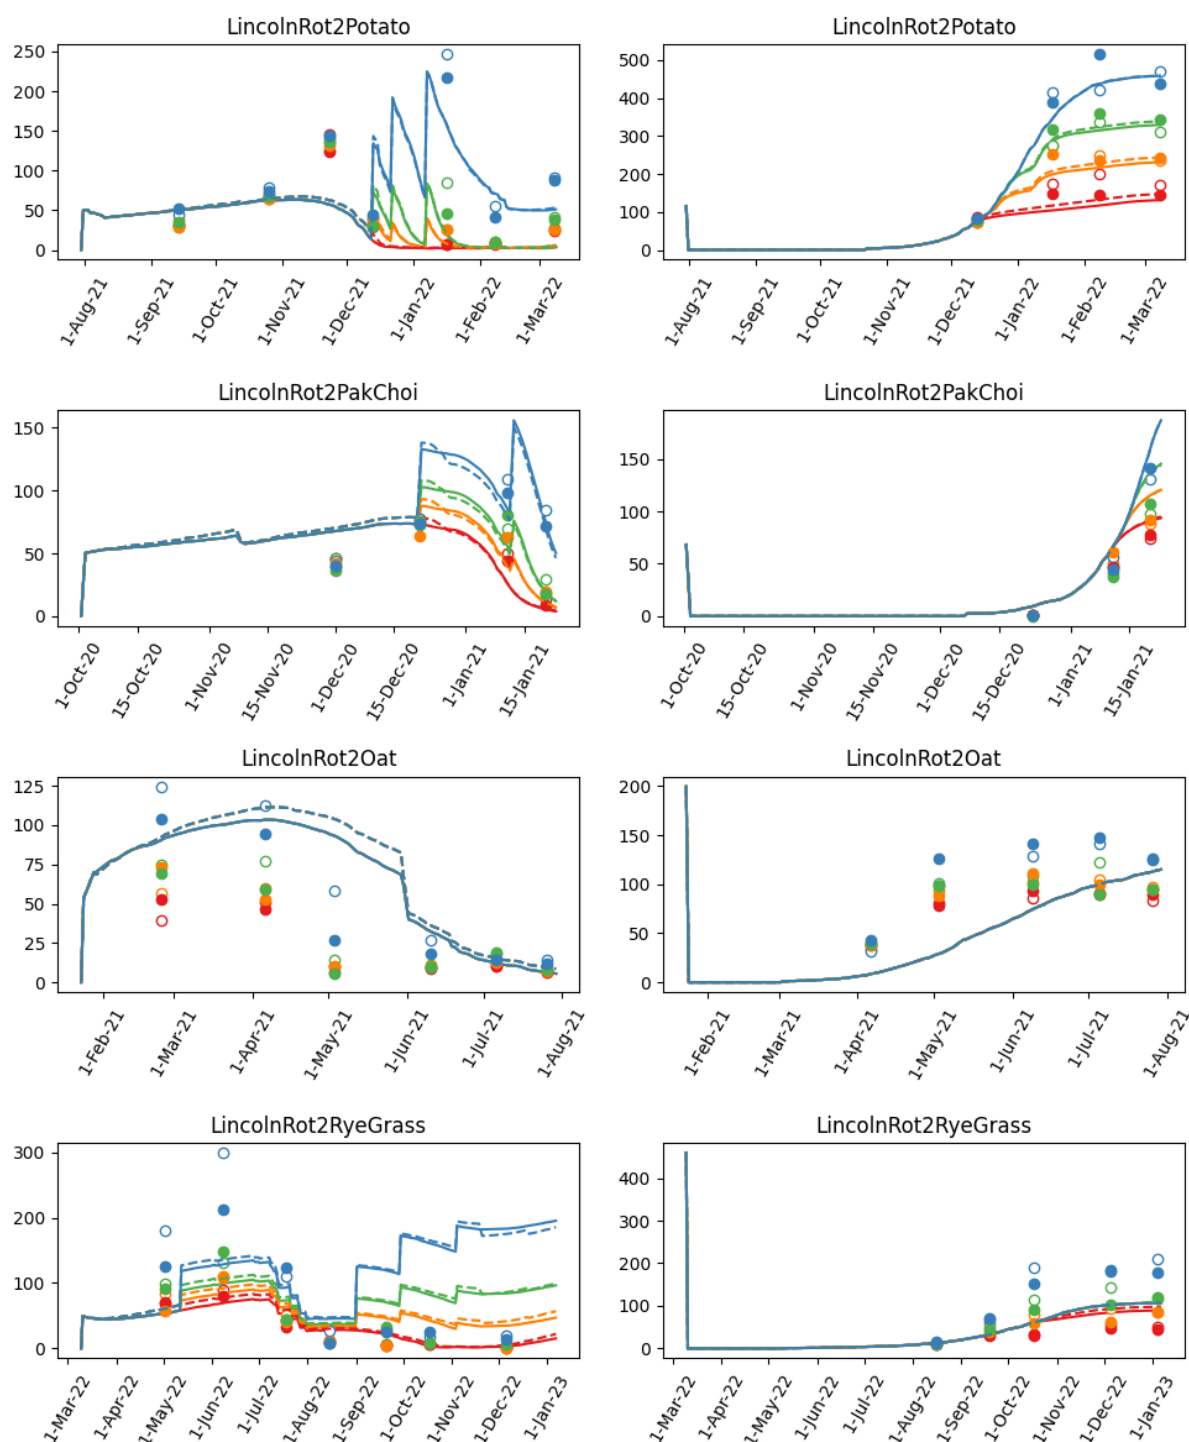 LincolnRot2Potato
250
200
150
100
50
0
1-Aug-21
1-Sep-21
1-Oct-21
1-Nov-21
1-Dec-21
1-Jan-22
1-Feb-22
1-Mar-22
LincolnRot2Potato
500
400
300
200
100
0
1-Aug-21
1-Sep-21
1-Oct-21
1-Nov-21
1-Dec-21
1-Jan-22
1-Feb-22
1-Mar-22
LincolnRot2PakChoi
150
100
50
0
1-Oct-20
15-Oct-20
1-Nov-20
15-Nov-20
1-Dec-20
15-Dec-20
1-Jan-21
15-Jan-21
LincolnRot2PakChoi
150
100
50
0
1-Oct-20
15-Oct-20
1-Nov-20
15-Nov-20
1-Dec-20
15-Dec-20
1-Jan-21
15-Jan-21
LincolnRot2Oat
125
100
75
50
25
0
1-Feb-21
1-Mar-21
1-Apr-21
1-May-21
1-Jun-21
1-Jul-21
1-Aug-21
LincolnRot2Oat
200
150
100
50
0
1-Feb-21
1-Mar-21
1-Apr-21
1-May-21
1-Jun-21
1-Jul-21
1-Aug-21
LincolnRot2RyeGrass
300
200
100
0
1-Mar-22
1-Apr-22
1-May-22
1-Jun-22
1-Jul-22
1-Aug-22
1-Sep-22
1-Oct-22
1-Nov-22
1-Dec-22
1-Jan-23
LincolnRot2RyeGrass
400
300
200
100
0
1-Mar-22
1-Apr-22
1-May-22
1-Jun-22
1-Jul-22
1-Aug-22
1-Sep-22
1-Oct-22
1-Nov-22
1-Dec-22
1-Jan-23